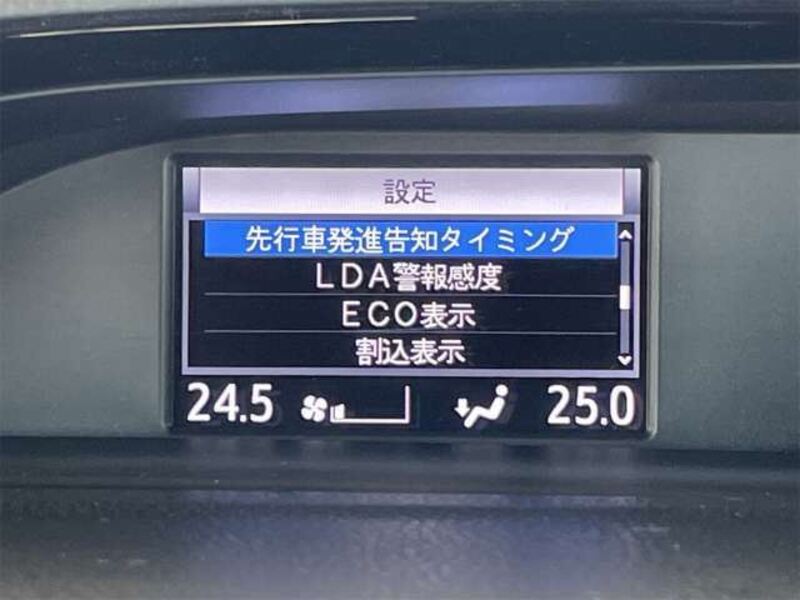 設定
先行車発進告知タイミング
ＬＤＡ警報感度
ＥＣＯ表示
割込表示
24.5 25.0